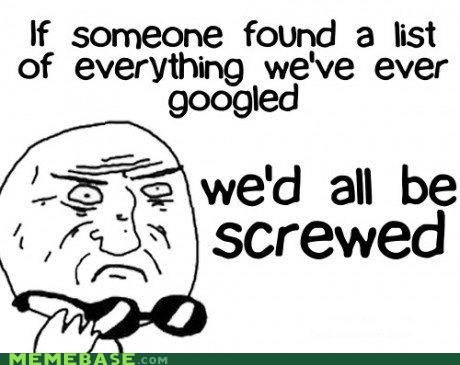 If someone found a list
of everything we've ever
googled
we'd all be
screwed
MEMEBASE.COM